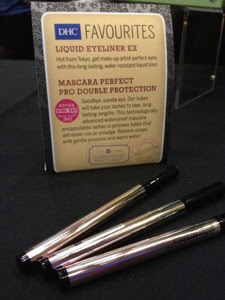 DHC FAVOURITES
LIQUID EYELINER EX
Hot from Tokyo, get make-up artist-perfect eyes
with this long-lasting, water-resistant liquid liner.
MASCARA PERFECT
PRO DOUBLE PROTECTION
Goodbye, panda eye. Our tubes
will take your lashes to new, long-
lasting lengths. This technologically
advanced waterproof mascara
encapsulates lashes in polymer tubes that
will never run or smudge. Remove simply
with gentle pressure and warm water.